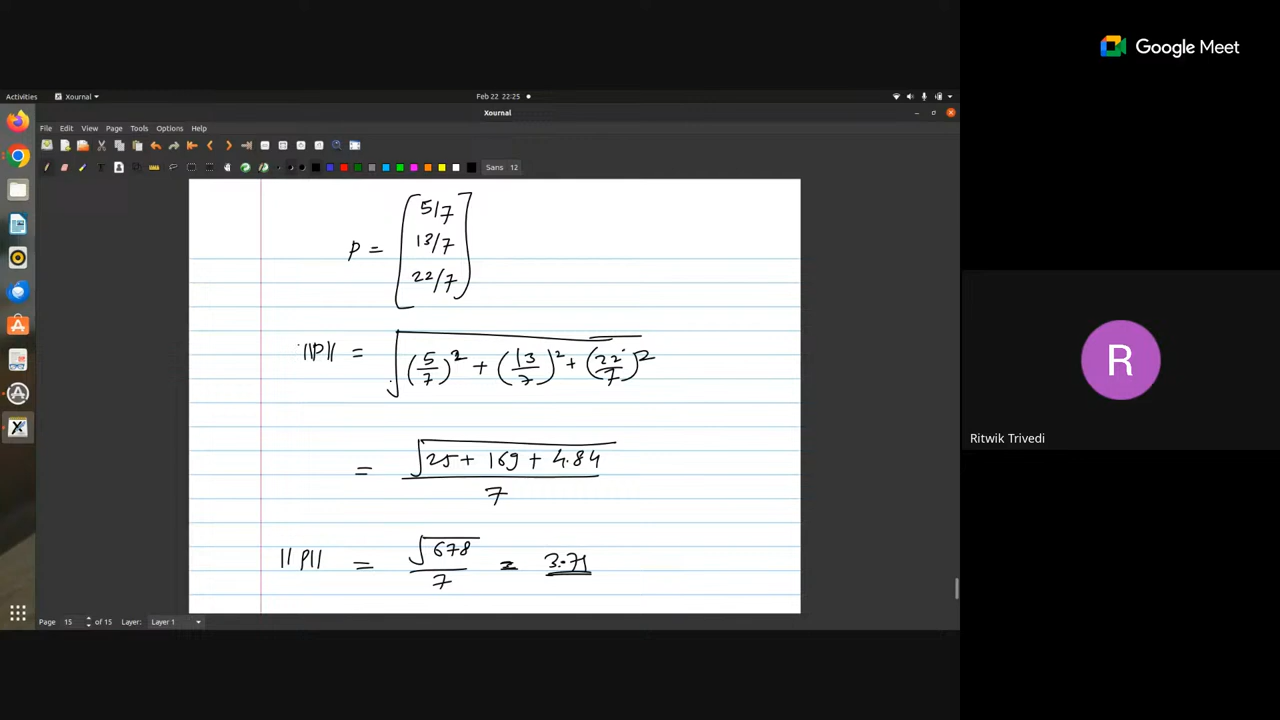 Google Meet
Activities Xournal Feb 22 22:25
Xournal
File Edit View Page Tools Options Help
Sans 12
P = [5/7
13/7
22/7]
||P|| = √(5/7)² + (13/7)² + (22/7)²
= √25 + 169 + 4.84 / 7
||P|| = √678 / 7 = 3.71
Ritwik Trivedi
R
Page 15 of 15 Layer: Layer 1